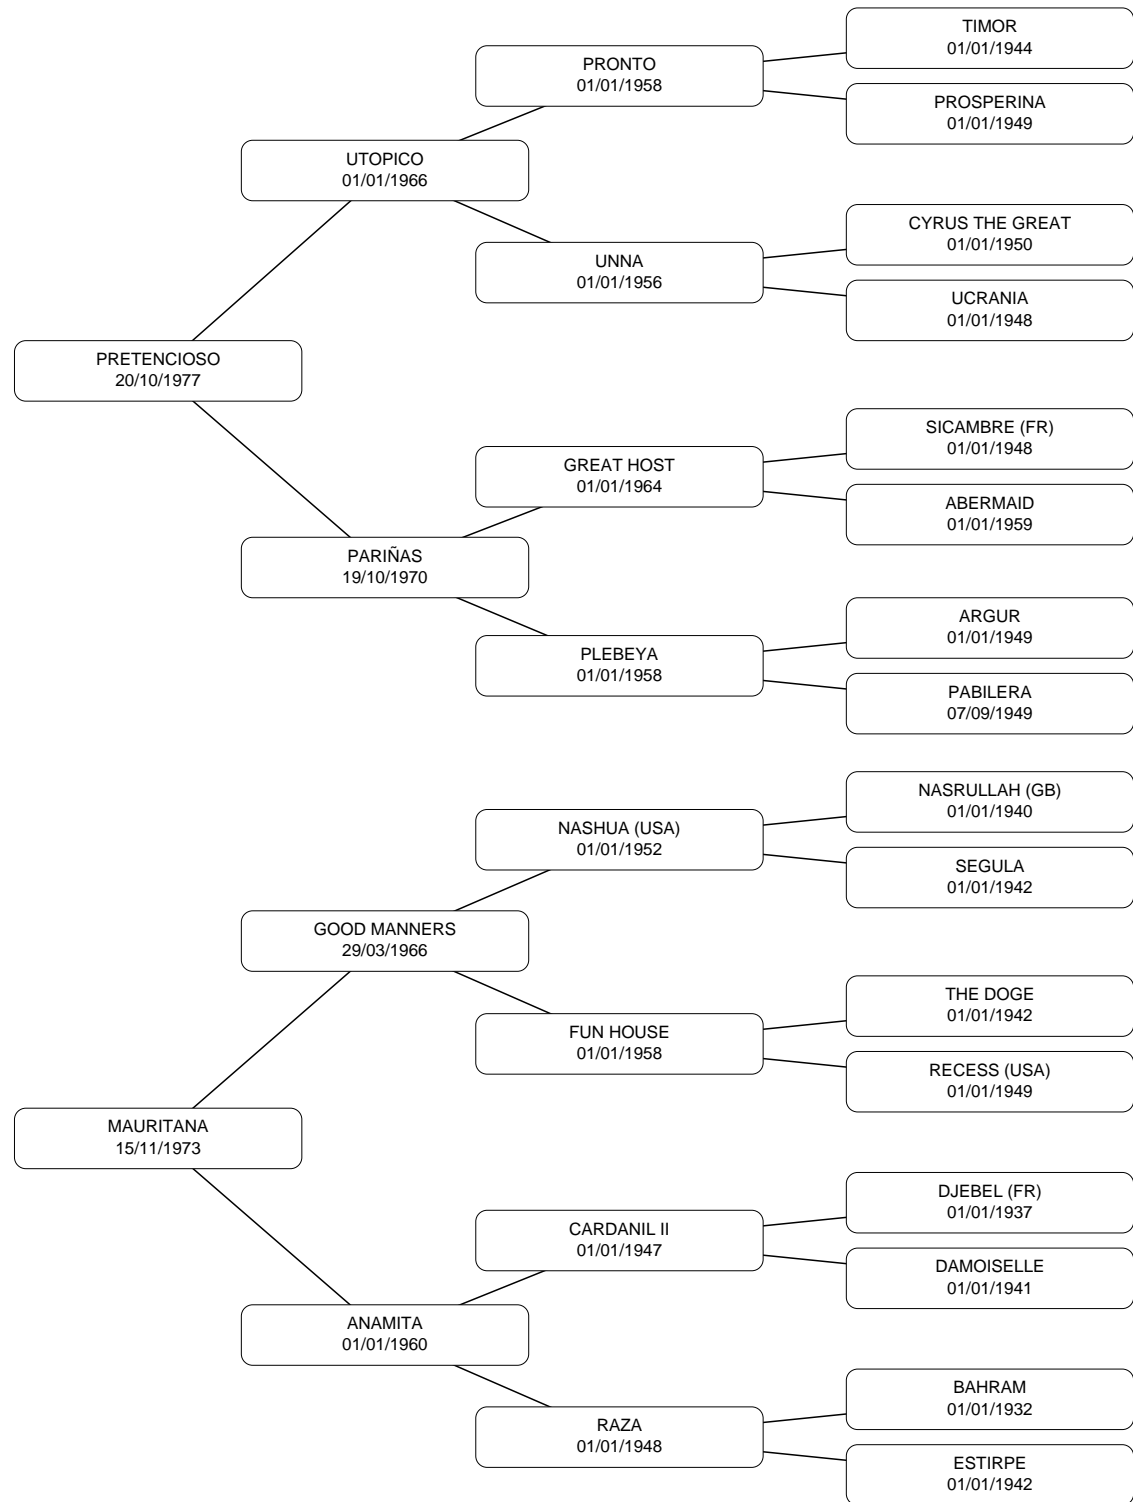 TIMOR
01/01/1944
PRONTO
01/01/1958
PROSPERINA
01/01/1949
UTOPICO
01/01/1966
CYRUS THE GREAT
01/01/1950
UNNA
01/01/1956
UCRANIA
01/01/1948
PRETENCIOSO
20/10/1977
SICAMBRE (FR)
01/01/1948
GREAT HOST
01/01/1964
ABERMAID
01/01/1959
PARIÑAS
19/10/1970
ARGUR
01/01/1949
PLEBEYA
01/01/1958
PABILERA
07/09/1949
NASRULLAH (GB)
01/01/1940
NASHUA (USA)
01/01/1952
SEGULA
01/01/1942
GOOD MANNERS
29/03/1966
THE DOGE
01/01/1942
FUN HOUSE
01/01/1958
RECESS (USA)
01/01/1949
MAURITANA
15/11/1973
DJEBEL (FR)
01/01/1937
CARDANIL II
01/01/1947
DAMOISELLE
01/01/1941
ANAMITA
01/01/1960
BAHRAM
01/01/1932
RAZA
01/01/1948
ESTIRPE
01/01/1942